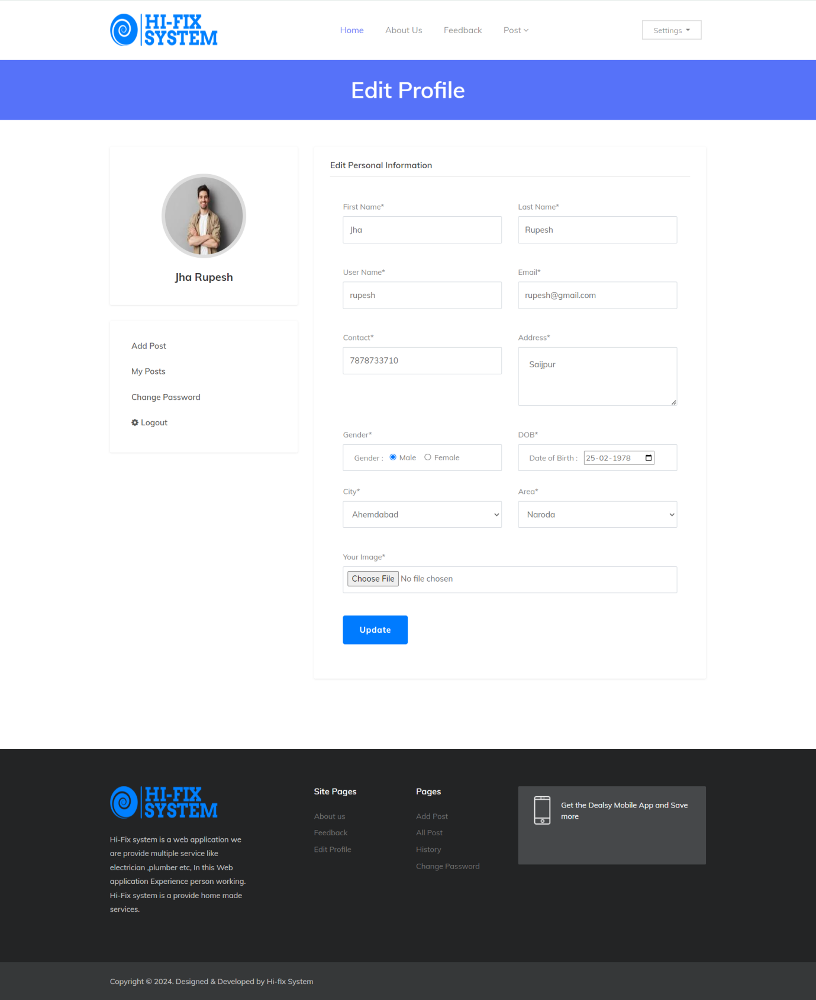 HI-FIX
SYSTEM
Home
About Us
Feedback
Post
Settings
Edit Profile
Jha Rupesh
Add Post
My Posts
Change Password
Logout
Edit Personal Information
First Name*
Last Name*
Jha
Rupesh
User Name*
Email*
rupesh
rupesh@gmail.com
Contact*
Address*
7878733710
Saijpur
Gender*
DOB*
Gender : Male Female
Date of Birth : 25-02-1978
City*
Area*
Ahemdabad
Naroda
Your Image*
Choose File No file chosen
Update
HI-FIX
SYSTEM
Hi-Fix system is a web application we
are provide multiple service like
electrician ,plumber etc, In this Web
application Experience person working.
Hi-Fix system is a provide home made
services.
Site Pages
About us
Feedback
Edit Profile
Pages
Add Post
All Post
History
Change Password
Get the Dealsy Mobile App and Save
more
Copyright © 2024. Designed & Developed by Hi-fix System